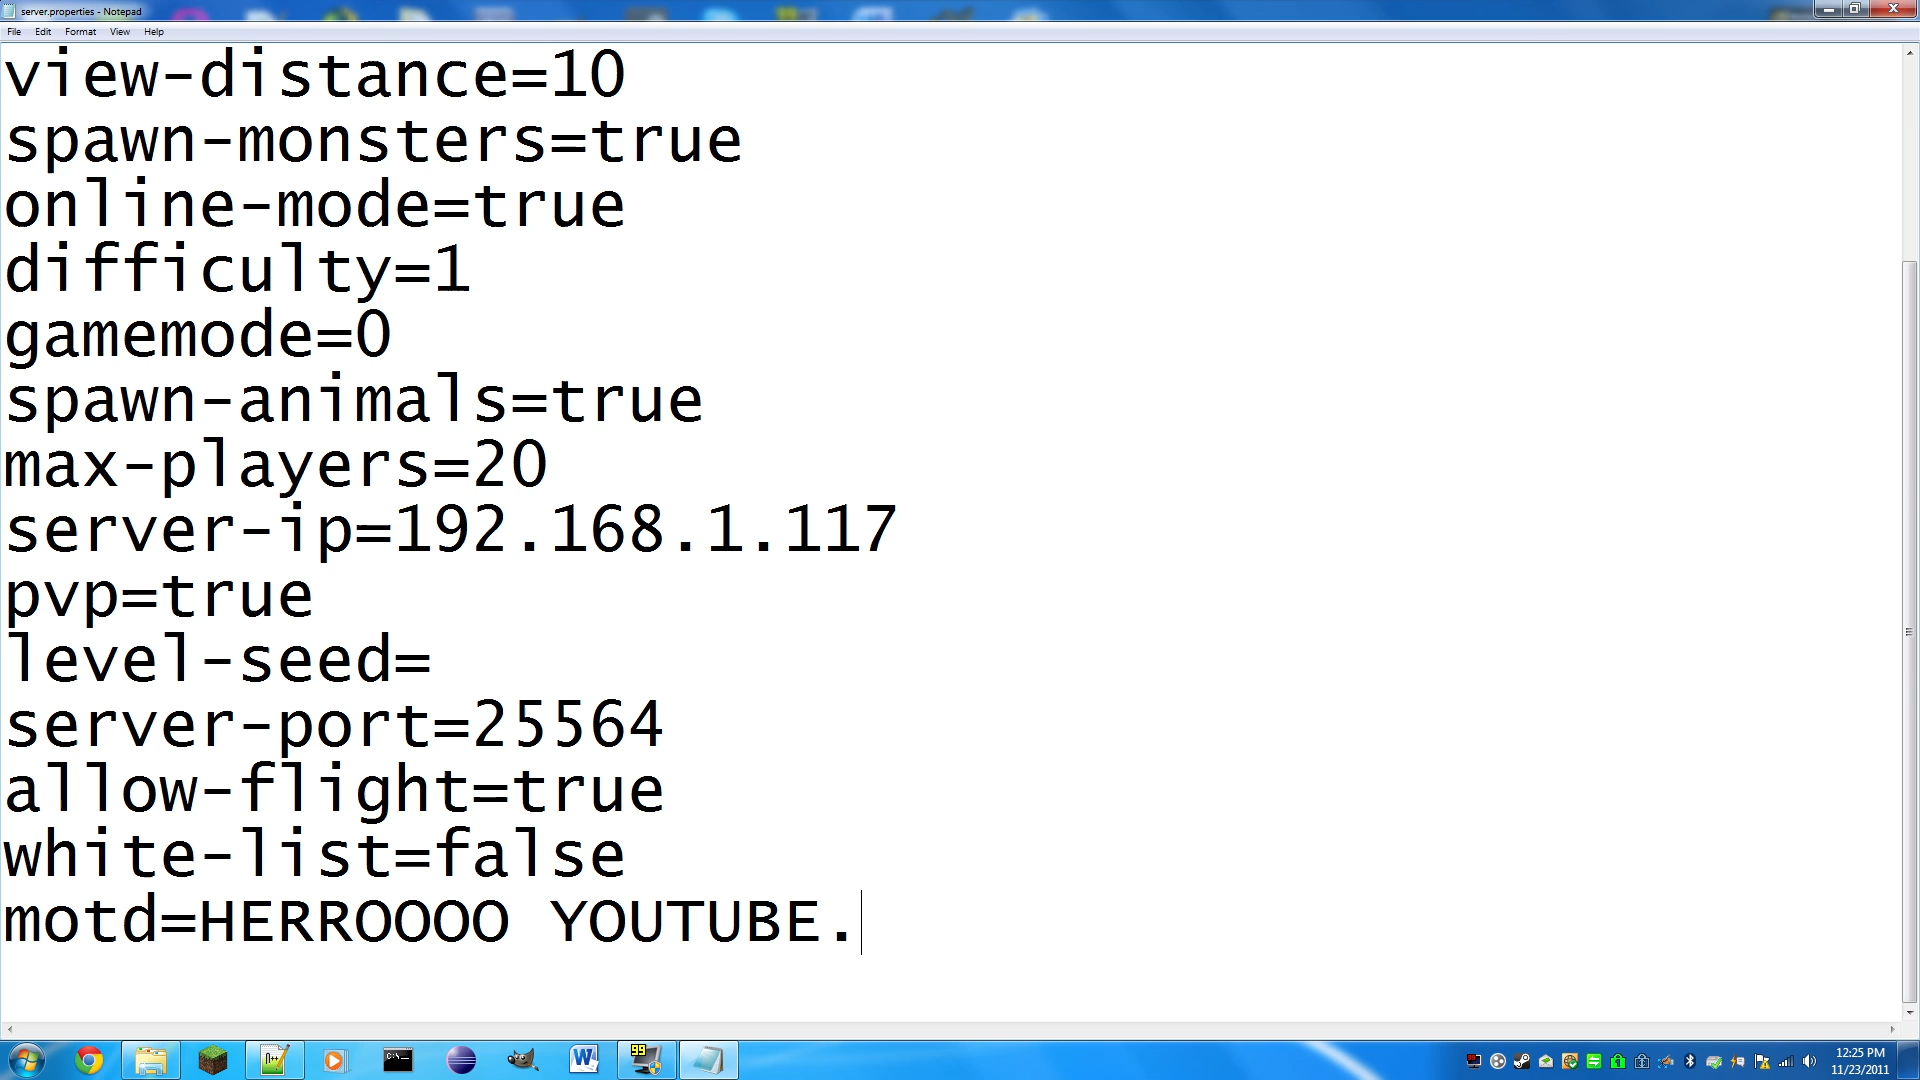 server.properties - Notepad
File Edit Format View Help
view-distance=10
spawn-monsters=true
online-mode=true
difficulty=1
gamemode=0
spawn-animals=true
max-players=20
server-ip=192.168.1.117
pvp=true
level-seed=
server-port=25564
allow-flight=true
white-list=false
motd=HERROOOO YOUTUBE.
99
12:25 PM
11/23/2011